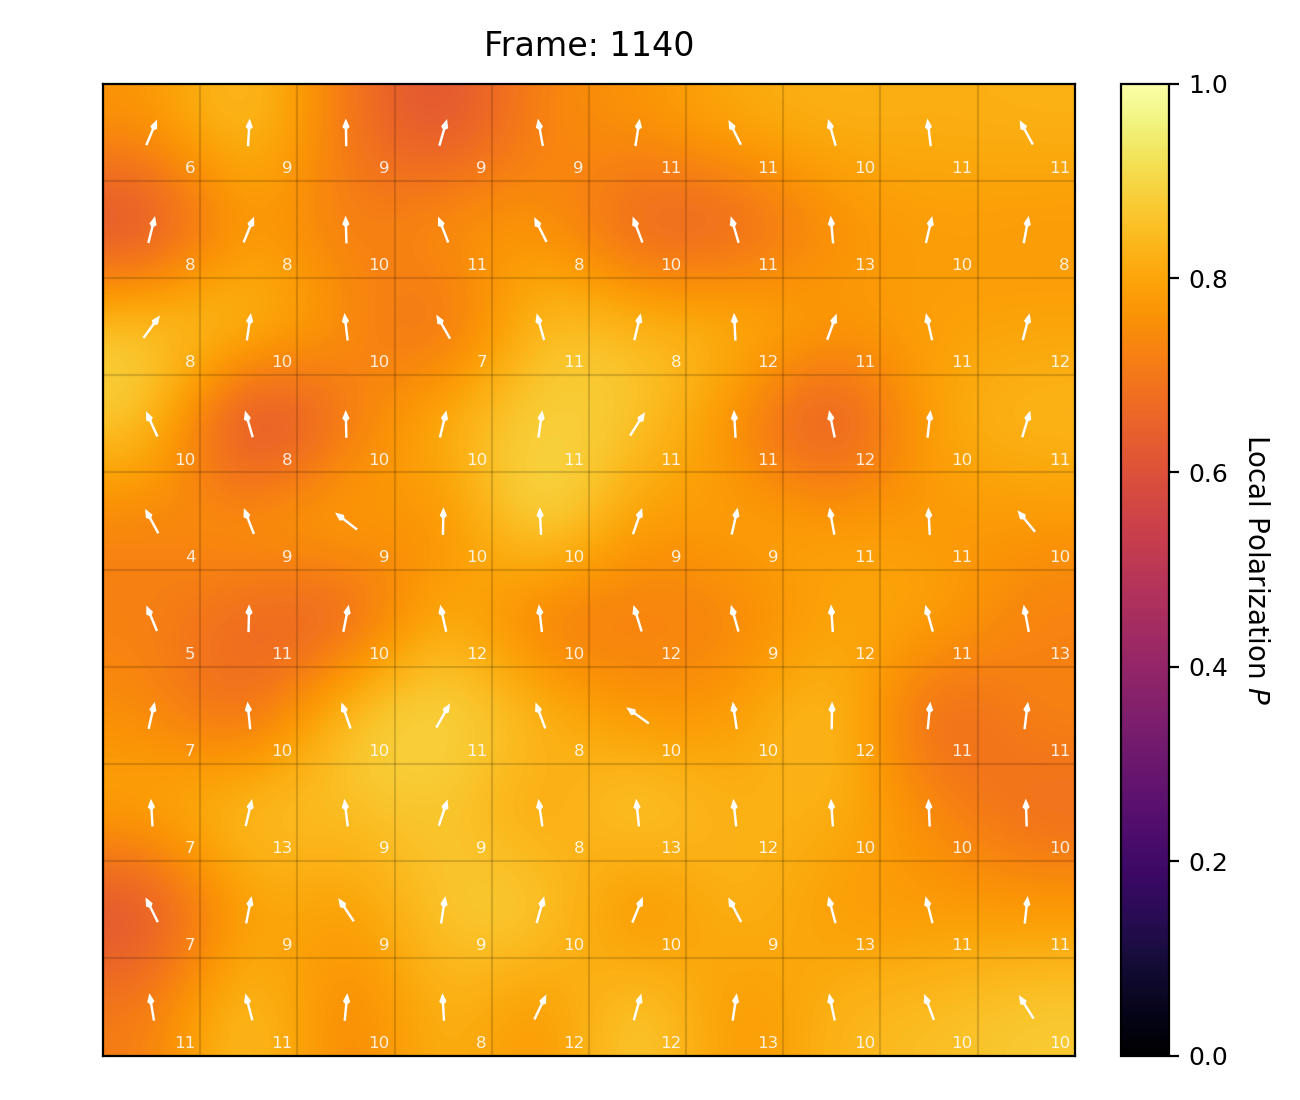 Frame: 1140
6 9 9 9 9 11 11 10 11 11
8 8 10 11 8 10 11 13 10 8
8 10 10 7 11 8 12 11 11 12
10 8 10 10 11 11 11 12 10 11
4 9 9 10 10 9 9 11 11 10
5 11 10 12 10 12 9 12 11 13
7 10 10 11 8 10 10 12 11 11
7 13 9 9 8 13 12 10 10 10
7 9 9 9 10 10 9 13 11 11
11 11 10 8 12 12 13 10 10 10
1.0
0.8
0.6
0.4
0.2
0.0
Local Polarization P